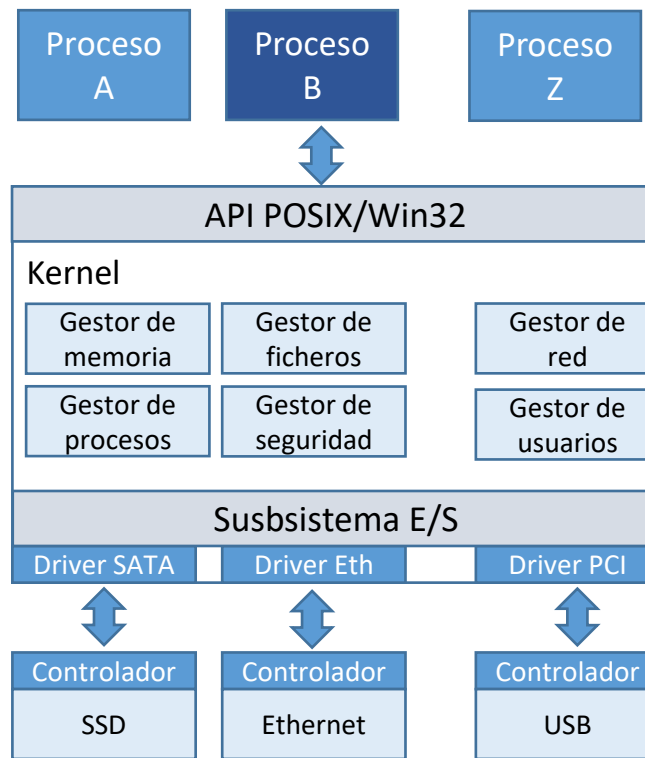 Proceso
A
Proceso
B
Proceso
Z
API POSIX/Win32
Kernel
Gestor de
memoria
Gestor de
ficheros
Gestor de
red
Gestor de
procesos
Gestor de
seguridad
Gestor de
usuarios
Susbsistema E/S
Driver SATA
Driver Eth
Driver PCI
Controlador
SSD
Controlador
Ethernet
Controlador
USB